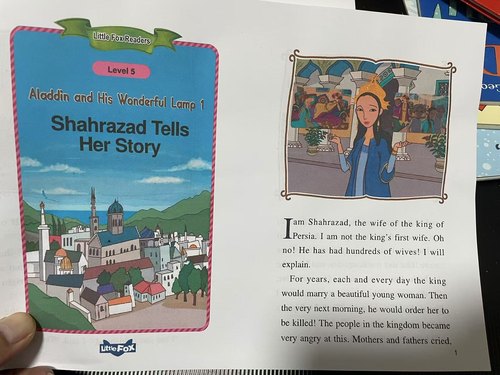 Little Fox Readers
Level 5
Aladdin and His Wonderful Lamp 1
Shahrazad Tells
Her Story
Little FOX
I am Shahrazad, the wife of the king of
Persia. I am not the king's first wife. Oh
no! He has had hundreds of wives! I will
explain.
For years, each and every day the king
would marry a beautiful young woman. Then
the very next morning, he would order her to
be killed! The people in the kingdom became
very angry at this. Mothers and fathers cried,
1